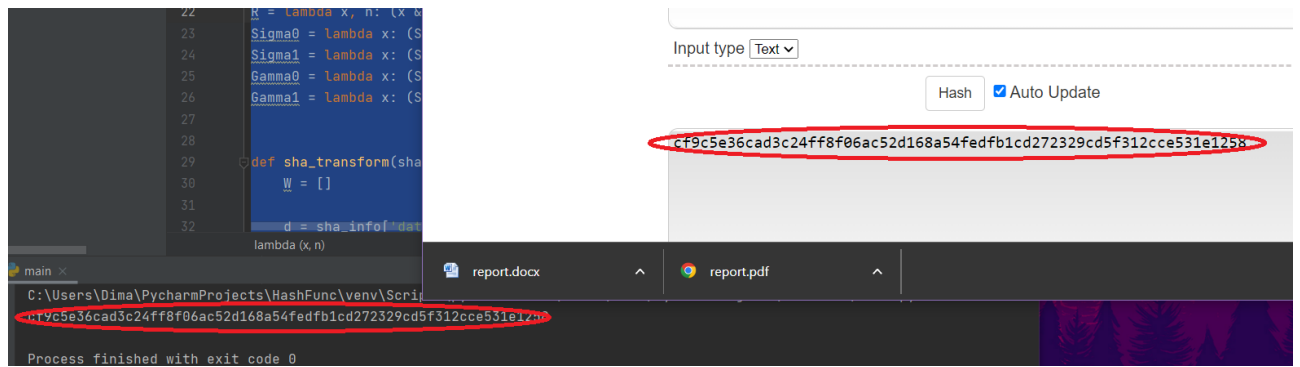 22 R = lambda x, n: (x &
23 Sigma0 = lambda x: (S
24 Sigma1 = lambda x: (S
25 Gamma0 = lambda x: (S
26 Gamma1 = lambda x: (S
27
28
29 def sha_transform(sha
30 W = []
31
32 d = sha_info['dat
lambda (x, n)
Input type Text
Hash Auto Update
cf9c5e36cad3c24ff8f06ac52d168a54fedfb1cd272329cd5f312cce531e1258
report.docx report.pdf
main ×
C:\Users\Dima\PycharmProjects\HashFunc\venv\Scrip
cf9c5e36cad3c24ff8f06ac52d168a54fedfb1cd272329cd5f312cce531e1258
Process finished with exit code 0